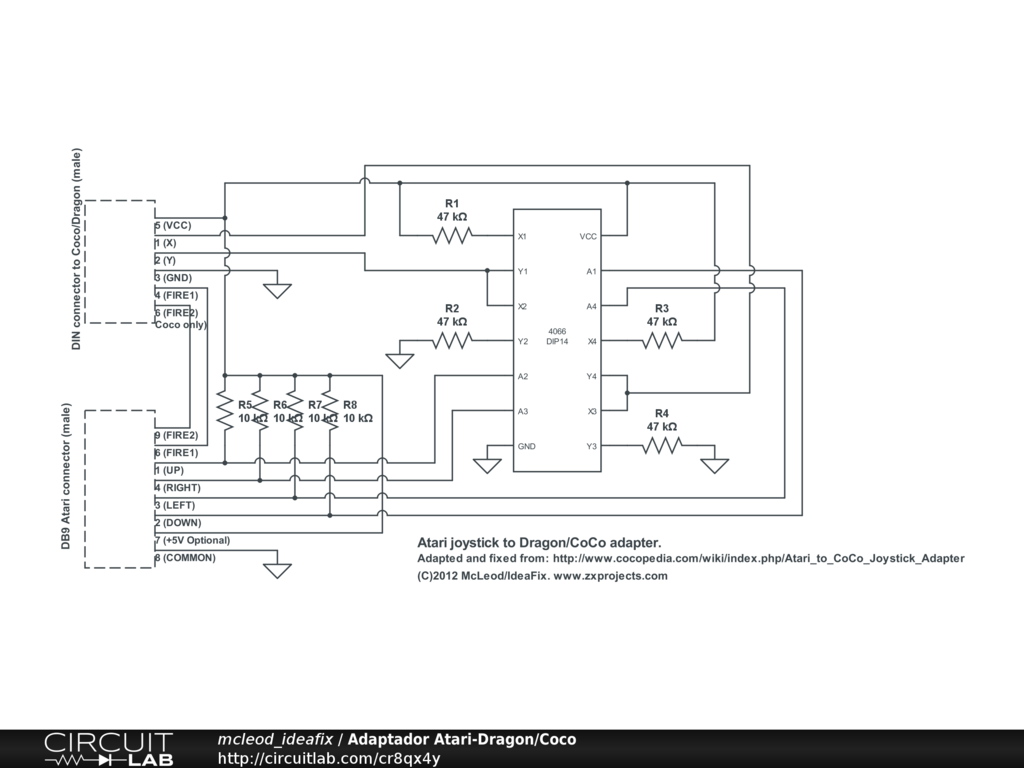 DIN connector to Coco/Dragon (male)
5 (VCC)
1 (X)
2 (Y)
3 (GND)
4 (FIRE1)
6 (FIRE2)
Coco only)
DB9 Atari connector (male)
9 (FIRE2)
6 (FIRE1)
1 (UP)
4 (RIGHT)
3 (LEFT)
2 (DOWN)
7 (+5V Optional)
8 (COMMON)
R5
10 kΩ
R6
10 kΩ
R7
10 kΩ
R8
10 kΩ
R1
47 kΩ
R2
47 kΩ
X1
Y1
X2
Y2
A2
A3
GND
4066
DIP14
VCC
A1
A4
X4
Y4
X3
Y3
R3
47 kΩ
R4
47 kΩ
Atari joystick to Dragon/CoCo adapter.
Adapted and fixed from: http://www.cocopedia.com/wiki/index.php/Atari_to_CoCo_Joystick_Adapter
(C)2012 McLeod/IdeaFix. www.zxprojects.com
CIRCUIT
LAB
mcleod_ideafix / Adaptador Atari-Dragon/Coco
http://circuitlab.com/cr8qx4y